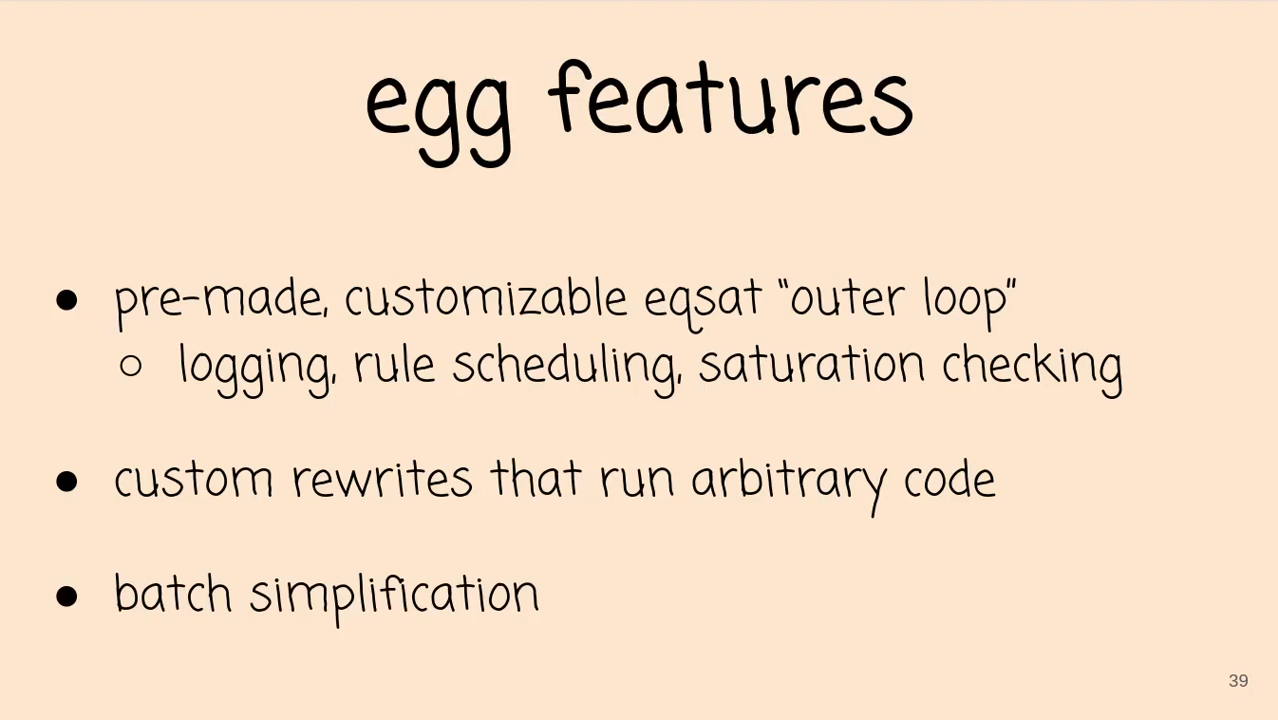 egg features
● pre-made, customizable eqsat “outer loop”
○ logging, rule scheduling, saturation checking
● custom rewrites that run arbitrary code
● batch simplification
39